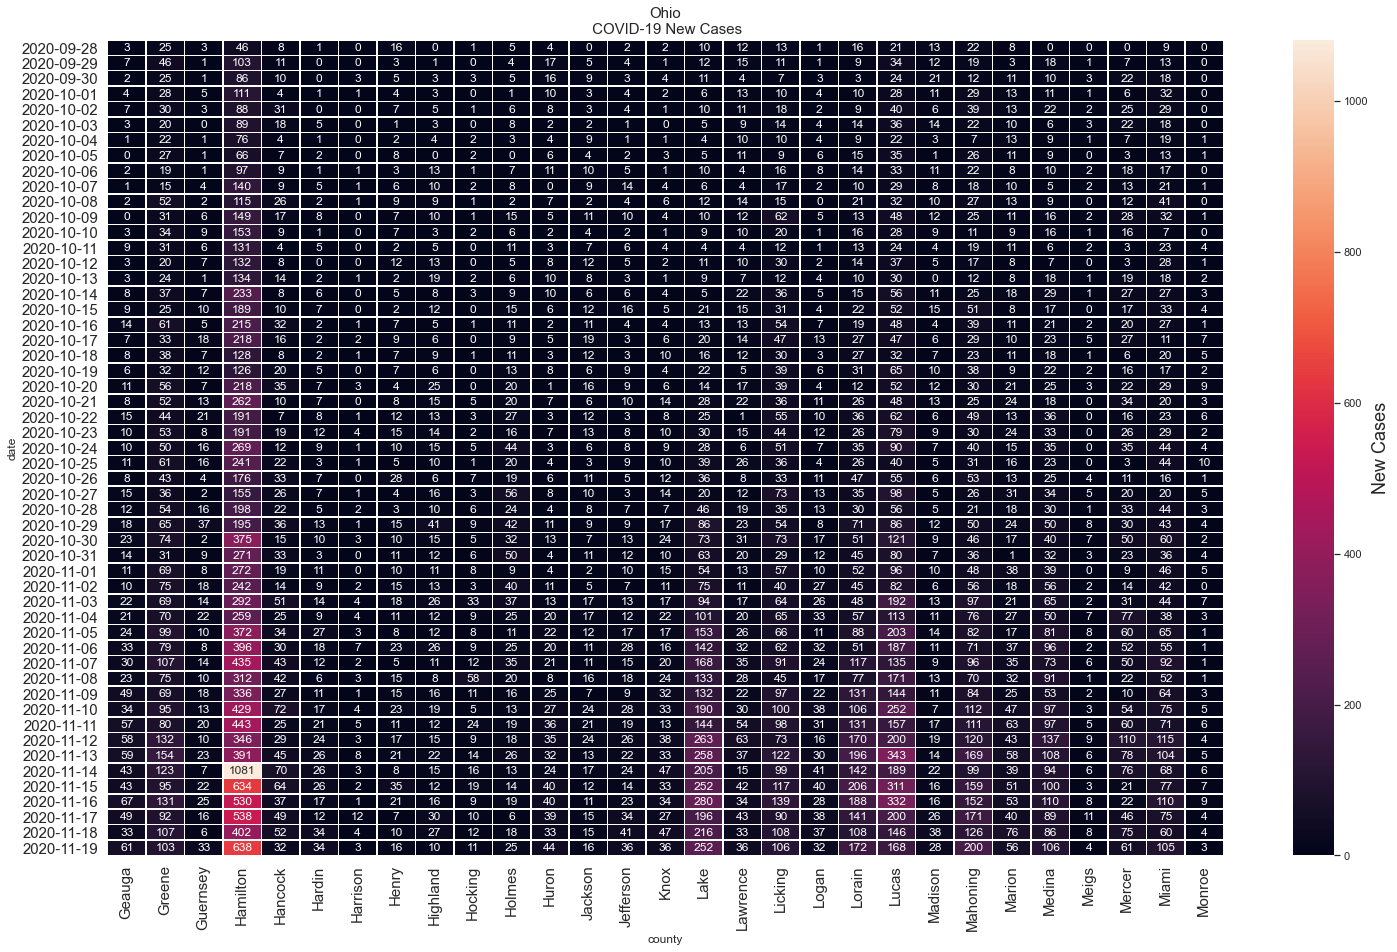 Ohio
COVID-19 New Cases
2020-09-28 3 25 3 46 8 1 0 16 0 1 5 4 0 2 2 10 12 13 1 16 21 13 22 8 0 0 0 9 0
2020-09-29 7 46 1 103 11 0 0 3 1 0 4 17 5 4 1 12 15 11 1 9 34 12 19 3 18 1 7 13 0
2020-09-30 2 25 1 86 10 0 3 5 3 3 5 16 9 3 4 11 4 7 3 3 24 21 12 11 10 3 22 18 0
2020-10-01 4 28 5 111 4 1 1 4 3 0 1 10 3 4 2 6 13 10 4 10 28 11 29 13 11 1 6 32 0
2020-10-02 7 30 3 88 31 0 0 7 5 1 6 8 3 4 1 10 11 18 2 9 40 6 39 13 22 2 25 29 0
2020-10-03 3 20 0 89 18 5 0 1 3 0 8 2 2 1 0 5 9 14 4 14 36 14 22 10 6 3 22 18 0
2020-10-04 1 22 1 76 4 1 0 2 4 2 3 4 9 1 1 4 10 10 4 9 22 3 7 13 9 1 7 19 1
2020-10-05 0 27 1 66 7 2 0 8 0 2 0 6 4 2 3 5 11 9 6 15 35 1 26 11 9 0 3 13 1
2020-10-06 2 19 1 97 9 1 1 3 13 1 7 11 10 5 1 10 4 16 8 14 33 11 22 8 10 2 18 17 0
2020-10-07 1 15 4 140 9 5 1 6 10 2 8 0 9 14 4 6 4 17 2 10 29 8 18 10 5 2 13 21 1
2020-10-08 2 52 2 115 26 2 1 9 9 1 2 7 2 4 6 12 14 15 0 21 32 10 27 13 9 0 12 41 0
2020-10-09 0 31 6 149 17 8 0 7 10 1 15 5 11 10 4 10 12 62 5 13 48 12 25 11 16 2 28 32 1
2020-10-10 3 34 9 153 9 1 0 7 3 2 6 2 4 2 1 9 10 20 1 16 28 9 11 9 16 1 16 7 0
2020-10-11 9 31 6 131 4 5 0 2 5 0 11 3 7 6 4 4 4 12 1 13 24 4 19 11 6 2 3 23 4
2020-10-12 3 20 7 132 8 0 0 12 13 0 5 8 12 5 2 11 10 30 2 14 37 5 17 8 7 0 3 28 1
2020-10-13 3 24 1 134 14 2 1 2 19 2 6 10 8 3 1 9 7 12 4 10 30 0 12 8 18 1 19 18 2
2020-10-14 8 37 7 233 8 6 0 5 8 3 9 10 6 6 4 5 22 36 5 15 56 11 25 18 29 1 27 27 3
2020-10-15 9 25 10 189 10 7 0 2 12 0 15 6 12 16 5 21 15 31 4 22 52 15 51 8 17 0 17 33 4
2020-10-16 14 61 5 215 32 2 1 7 5 1 11 2 11 4 4 13 13 54 7 19 48 4 39 11 21 2 20 27 1
2020-10-17 7 33 18 218 16 2 2 9 6 0 9 5 19 3 6 20 14 47 13 27 47 6 29 10 23 5 27 11 7
2020-10-18 8 38 7 128 8 2 1 7 9 1 11 3 12 3 10 16 12 30 3 27 32 7 23 11 18 1 6 20 5
2020-10-19 6 32 12 126 20 5 0 7 6 0 13 8 6 9 4 22 5 39 6 31 65 10 38 9 22 2 16 17 2
2020-10-20 11 56 7 218 35 7 3 4 25 0 20 1 16 9 6 14 17 39 4 12 52 12 30 21 25 3 22 29 9
2020-10-21 8 52 13 262 10 7 0 8 15 5 20 7 6 10 14 28 22 36 11 26 48 13 25 24 18 0 34 20 3
2020-10-22 15 44 21 191 7 8 1 12 13 3 27 3 12 3 8 25 1 55 10 36 62 6 49 13 36 0 16 23 6
2020-10-23 10 53 8 191 19 12 4 15 14 2 16 7 13 8 10 30 15 44 12 26 79 9 30 24 33 0 26 29 2
2020-10-24 10 50 16 269 12 9 1 10 15 5 44 3 6 8 9 28 6 51 7 35 90 7 40 15 35 0 35 44 4
2020-10-25 11 61 16 241 22 3 1 5 10 1 20 4 3 9 10 39 26 36 4 26 40 5 31 16 23 0 3 44 10
2020-10-26 8 43 4 176 33 7 0 28 6 7 19 6 11 5 12 36 8 33 11 47 55 6 53 13 25 4 11 16 1
2020-10-27 15 36 2 155 26 7 1 4 16 3 56 8 10 3 14 20 12 73 13 35 98 5 26 31 34 5 20 20 5
2020-10-28 12 54 16 198 22 5 2 3 10 6 24 4 8 7 7 46 19 35 13 30 56 5 21 18 30 1 33 44 3
2020-10-29 18 65 37 195 36 13 1 15 41 9 42 11 9 9 17 86 23 54 8 71 86 12 50 24 50 8 30 43 4
2020-10-30 23 74 2 375 15 10 3 10 15 5 32 13 7 13 24 73 31 73 17 51 121 9 46 17 40 7 50 60 2
2020-10-31 14 31 9 271 33 3 0 11 12 6 50 4 11 12 10 63 20 29 12 45 80 7 36 1 32 3 23 36 4
2020-11-01 11 69 8 272 19 11 0 10 11 8 9 4 2 10 15 54 13 57 10 52 96 10 48 38 39 0 9 46 5
2020-11-02 10 75 18 242 14 9 2 15 13 3 40 11 5 7 11 75 11 40 27 45 82 6 56 18 56 2 14 42 0
2020-11-03 22 69 14 292 51 14 4 18 26 33 37 13 17 13 17 94 17 64 26 48 192 13 97 21 65 2 31 44 7
2020-11-04 21 70 22 259 25 9 4 11 12 9 25 20 17 12 22 101 20 65 33 57 113 11 76 27 50 7 77 38 3
2020-11-05 24 99 10 372 34 27 3 8 12 8 11 22 12 17 17 153 26 66 11 88 203 14 82 17 81 8 60 65 1
2020-11-06 33 79 8 396 30 18 7 23 26 9 25 20 11 28 16 142 32 62 32 51 187 11 71 37 96 2 52 55 1
2020-11-07 30 107 14 435 43 12 2 5 11 12 35 21 11 15 20 168 35 91 24 117 135 9 96 35 73 6 50 92 1
2020-11-08 23 75 10 312 42 6 3 15 8 58 20 8 16 18 24 133 28 45 17 77 171 13 70 32 91 1 22 52 1
2020-11-09 49 69 18 336 27 11 1 15 16 11 16 25 7 9 32 132 22 97 22 131 144 11 84 25 53 2 10 64 3
2020-11-10 34 95 13 429 72 17 4 23 19 5 13 27 24 28 33 190 30 100 38 106 252 7 112 47 97 3 54 75 5
2020-11-11 57 80 20 443 25 21 5 11 12 24 19 36 21 19 13 144 54 98 31 131 157 17 111 63 97 5 60 71 6
2020-11-12 58 132 10 346 29 24 3 17 15 9 18 35 24 26 38 263 63 73 16 170 200 19 120 43 137 9 110 115 4
2020-11-13 59 154 23 391 45 26 8 21 22 14 26 32 13 22 33 258 37 122 30 196 343 14 169 58 108 6 78 104 5
2020-11-14 43 123 7 1081 70 26 3 8 15 16 13 24 17 24 47 205 15 99 41 142 189 22 99 39 94 6 76 68 6
2020-11-15 43 95 22 634 64 26 2 35 12 19 14 40 12 14 33 252 42 117 40 206 311 16 159 51 100 3 21 77 7
2020-11-16 67 131 25 530 37 17 1 21 16 9 19 40 11 23 34 280 34 139 28 188 332 16 152 53 110 8 22 110 9
2020-11-17 49 92 16 538 49 12 12 7 30 10 6 39 15 34 27 196 43 90 38 141 200 26 171 40 89 11 46 75 4
2020-11-18 33 107 6 402 52 34 4 10 27 12 18 33 15 41 47 216 33 108 37 108 146 38 126 76 86 8 75 60 4
2020-11-19 61 103 33 638 32 34 3 16 10 11 25 44 16 36 36 252 36 106 32 172 168 28 200 56 106 4 61 105 3
Geauga Greene Guernsey Hamilton Hancock Hardin Harrison Henry Highland Hocking Holmes Huron Jackson Jefferson Knox Lake Lawrence Licking Logan Lorain Lucas Madison Mahoning Marion Medina Meigs Mercer Miami Monroe
county
date
1000
800
600
400
200
0
New Cases